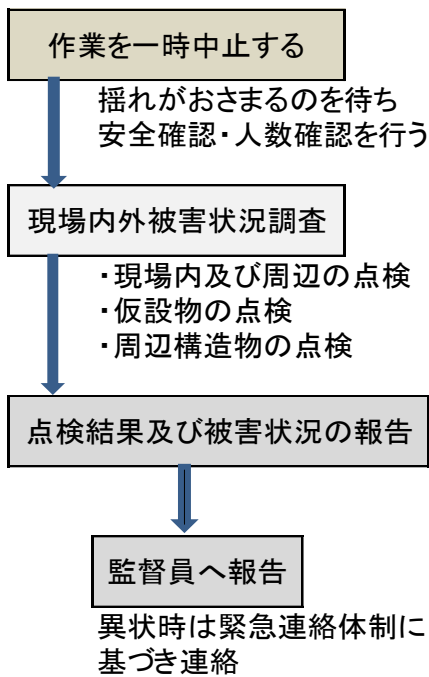 作業を一時中止する
揺れがおさまるのを待ち
安全確認・人数確認を行う
現場内外被害状況調査
・現場内及び周辺の点検
・仮設物の点検
・周辺構造物の点検
点検結果及び被害状況の報告
監督員へ報告
異状時は緊急連絡体制に
基づき連絡